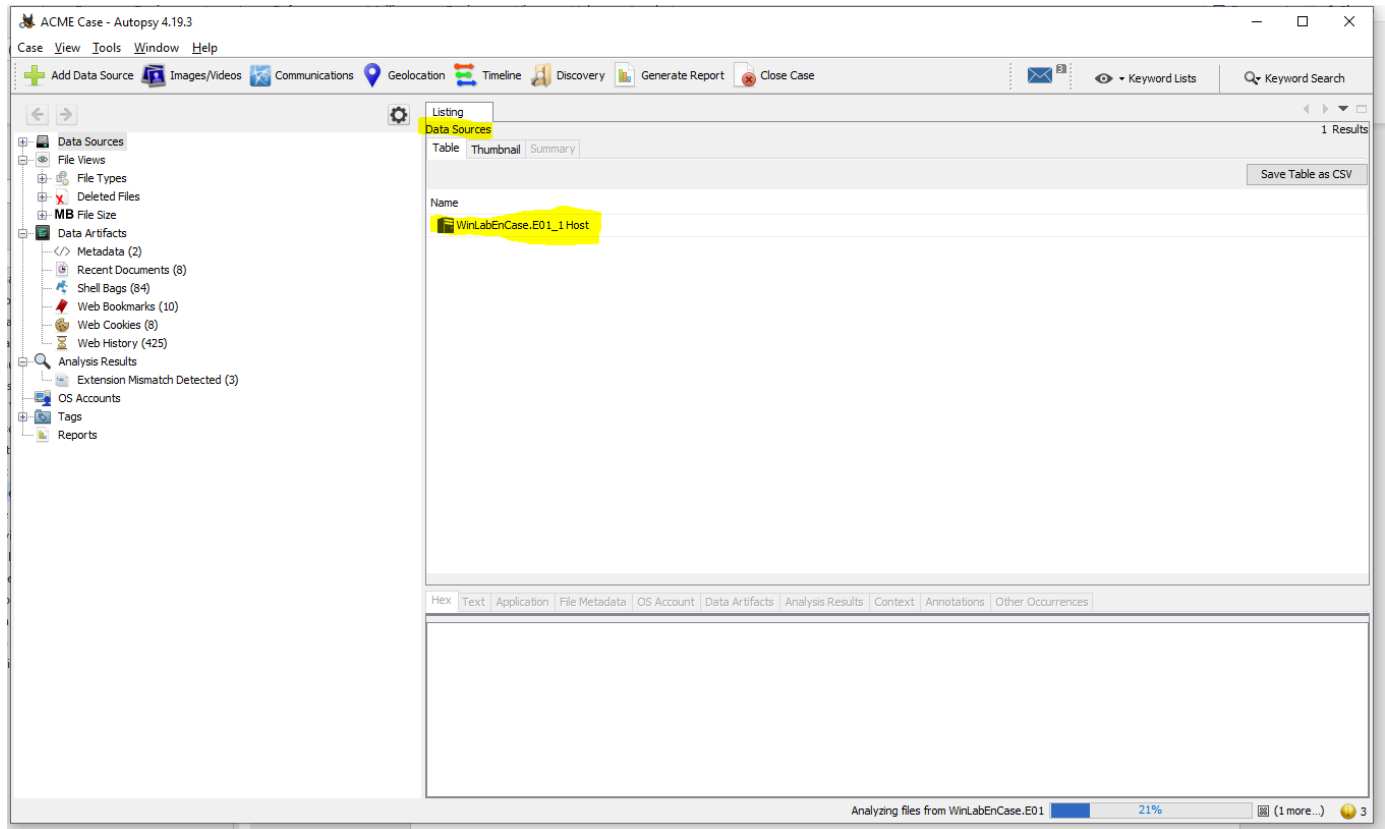 ACME Case - Autopsy 4.19.3
Case View Tools Window Help
Add Data Source Images/Videos Communications Geolocation Timeline Discovery Generate Report Close Case 3 Keyword Lists Keyword Search
Listing
Data Sources 1 Results
Table Thumbnail Summary
Save Table as CSV
Name
WinLabEnCase.E01_1 Host
Data Sources
File Views
File Types
Deleted Files
MB File Size
Data Artifacts
Metadata (2)
Recent Documents (8)
Shell Bags (84)
Web Bookmarks (10)
Web Cookies (8)
Web History (425)
Analysis Results
Extension Mismatch Detected (3)
OS Accounts
Tags
Reports
Hex Text Application File Metadata OS Account Data Artifacts Analysis Results Context Annotations Other Occurrences
Analyzing files from WinLabEnCase.E01 21% (1 more...) 3